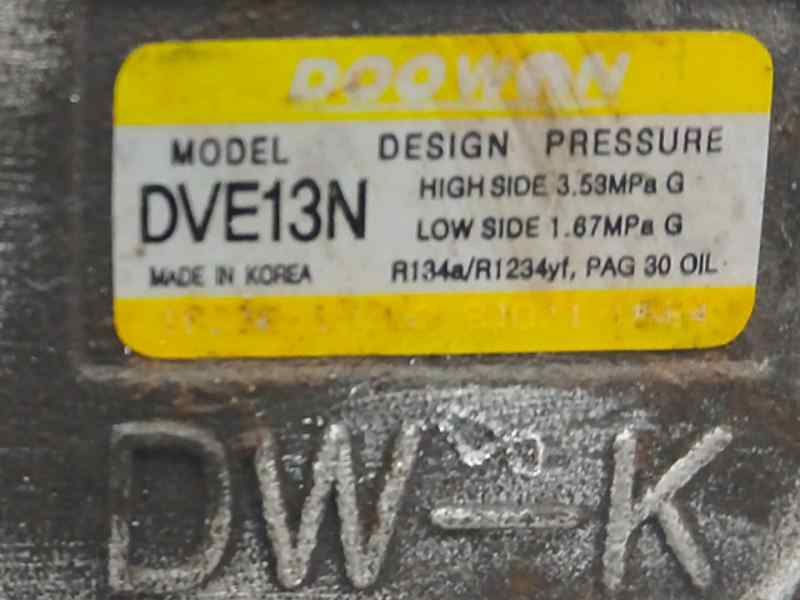 DOOWON
MODEL
DVE13N
MADE IN KOREA
DESIGN PRESSURE
HIGH SIDE 3.53MPa G
LOW SIDE 1.67MPa G
R134a/R1234yf, PAG 30 OIL
DW-K